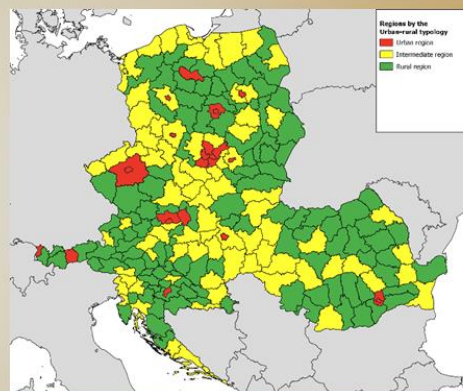 Regions by the
Urban-rural typology
Urban region
Intermediate region
Rural region